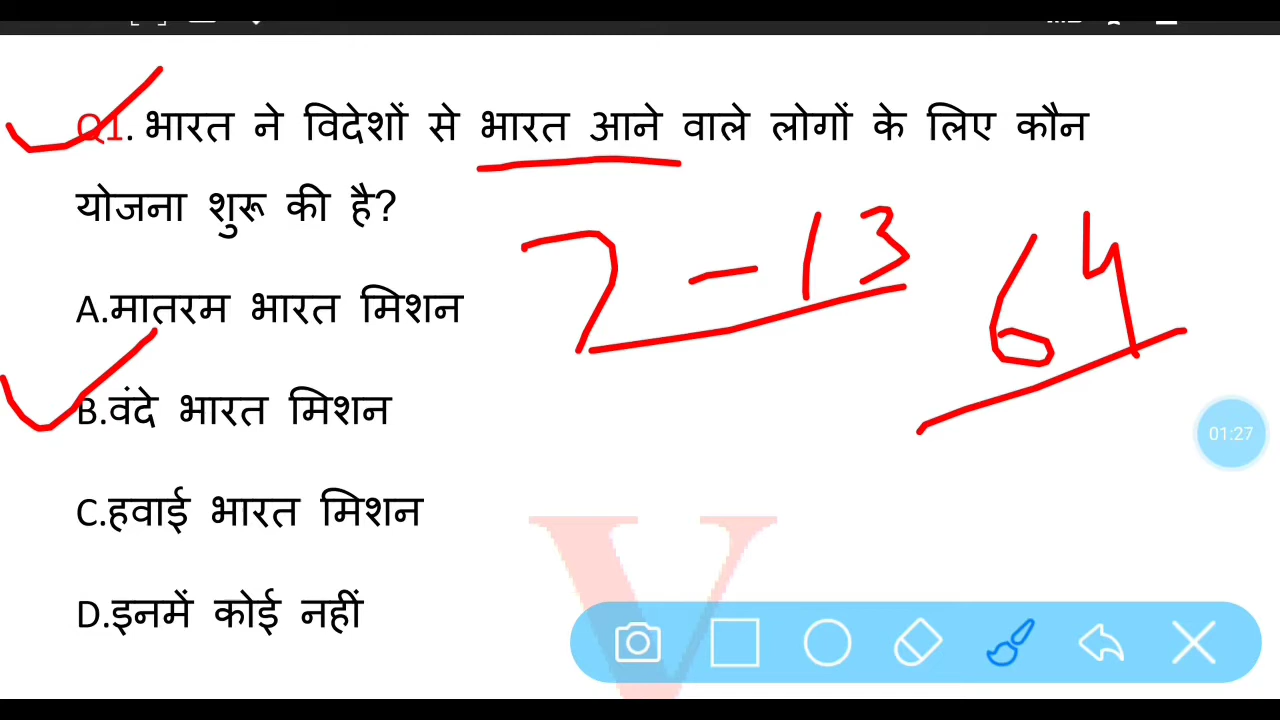 Q1. भारत ने विदेशों से भारत आने वाले लोगों के लिए कौन
योजना शुरू की है?
7 - 13
64
A.मातरम भारत मिशन
B.वंदे भारत मिशन
C.हवाई भारत मिशन
D.इनमें कोई नहीं
01:27
V